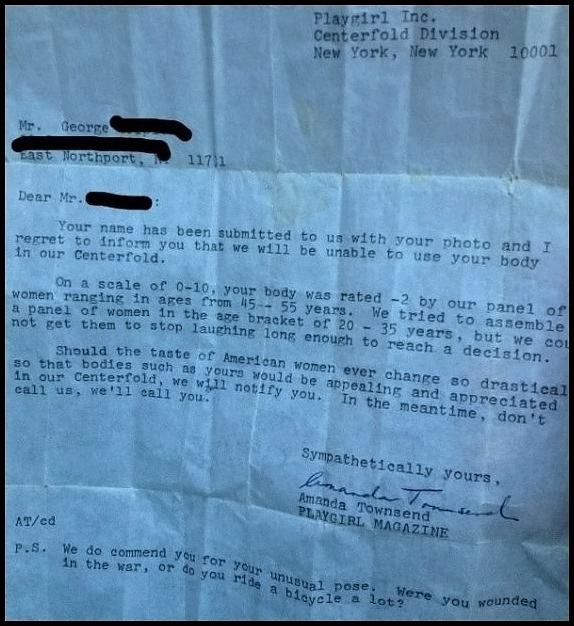 Playgirl Inc.
Centerfold Division
New York, New York 10001
Mr. George
East Northport, N. 11731
Dear Mr. :
Your name has been submitted to us with your photo and I
regret to inform you that we will be unable to use your body
in our Centerfold.
On a scale of 0-10, your body was rated -2 by our panel of
women ranging in ages from 45 - 55 years. We tried to assemble
a panel of women in the age bracket of 20 - 35 years, but we cou
not get them to stop laughing long enough to reach a decision.
Should the taste of American women ever change so drastical
so that bodies such as yours would be appealing and appreciated
in our Centerfold, we will notify you. In the meantime, don't
call us, we'll call you.
Sympathetically yours,
Amanda Townsend
Amanda Townsend
PLAYGIRL MAGAZINE
AT/cd
P.S. We do commend you for your unusual pose. Were you wounded
in the war, or do you ride a bicycle a lot?